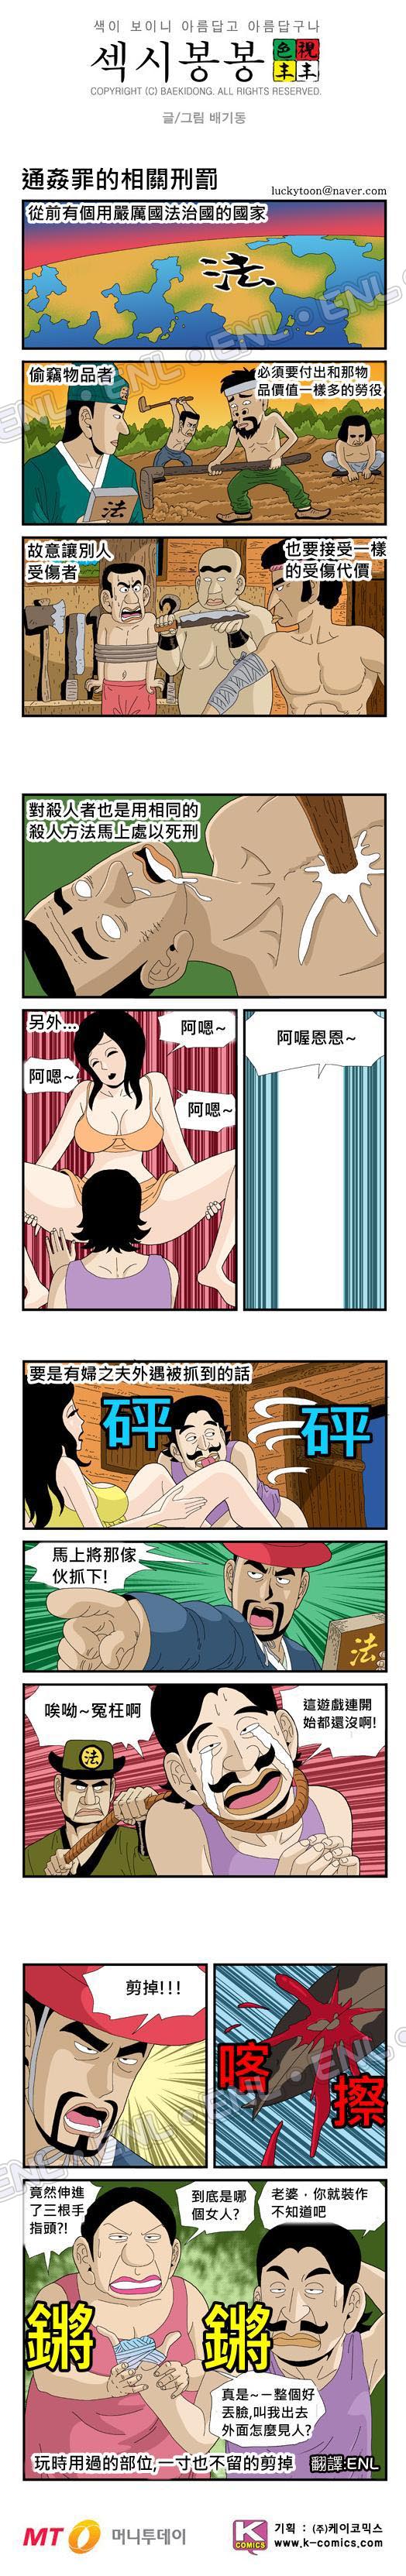 색이 보이니 아름답고 아름답구나
섹시봉봉
色視
COPYRIGHT (C) BAEKIDONG. ALL RIGHTS RESERVED.
글/그림 배기동
通姦罪的相關刑罰
luckytoon@naver.com
從前有個用嚴厲國法治國的國家
法
偷竊物品者
必須要付出和那物
品價值一樣多的勞役
法
故意讓別人
受傷者
也要接受一樣
的受傷代價
對殺人者也是用相同的
殺人方法馬上處以死刑
另外...
阿嗯~
阿嗯~
阿嗯~
阿喔恩恩~
要是有婦之夫外遇被抓到的話
砰
砰
馬上將那傢
伙抓下!
法
唉呦~冤枉啊
這遊戲連開
始都還沒啊!
法
剪掉!!!
喀
擦
竟然伸進
了三根手
指頭?!
到底是哪
個女人?
老婆，你就裝作
不知道吧
鏘
鏘
真是~一整個好
丟臉,叫我出去
外面怎麼見人?
玩時用過的部位,一寸也不留的剪掉
翻譯:ENL
MT 머니투데이
K COMICS
기획 : (주)케이코믹스
www.k-comics.com
ENL • ENL • ENL • ENL
ENL • ENL • ENL • ENL